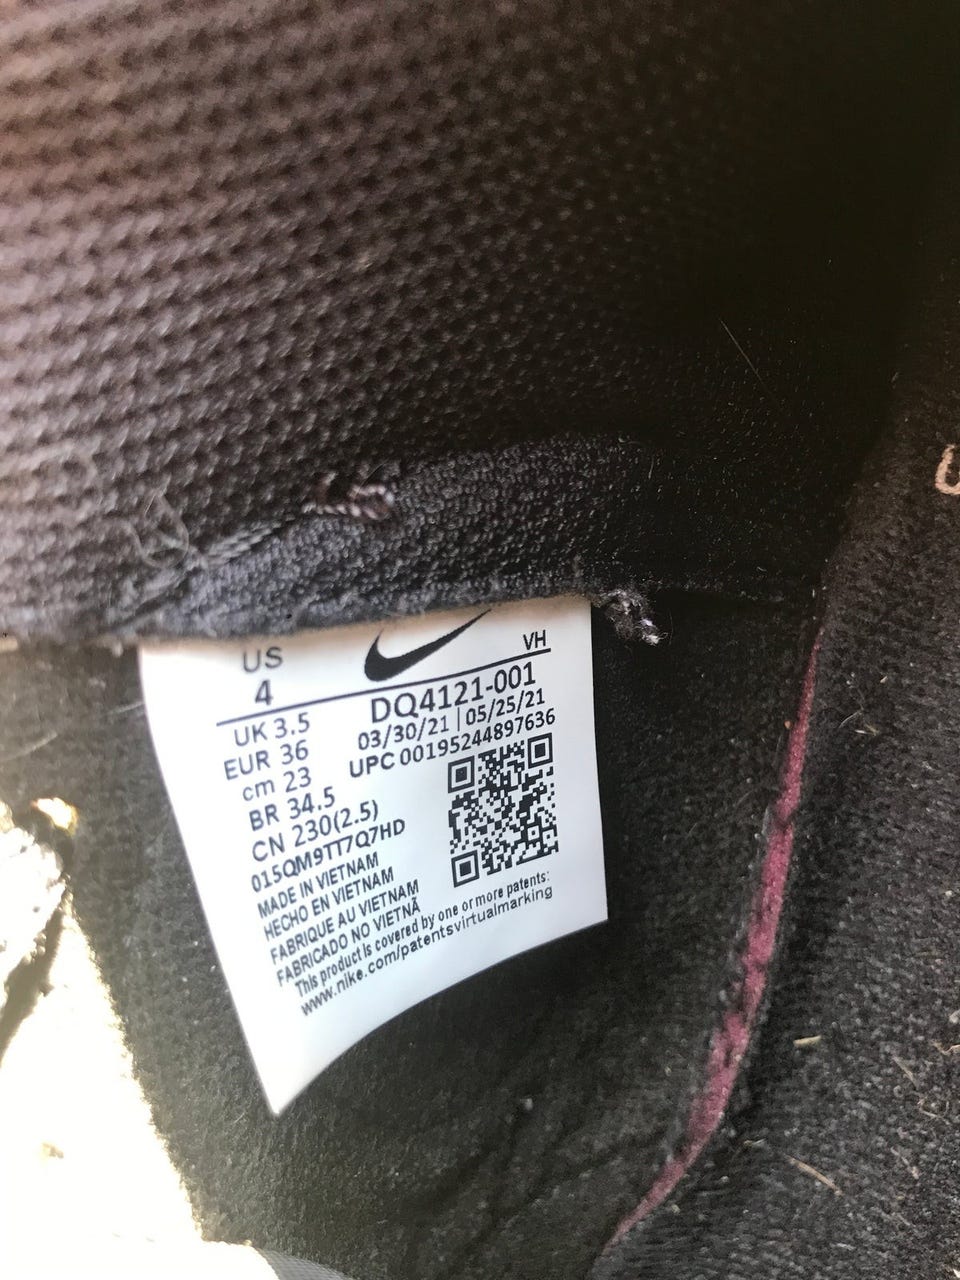 US
4
VH
UK 3.5
EUR 36
cm 23
BR 34.5
CN 230(2.5)
DQ4121-001
03/30/21 | 05/25/21
UPC 00195244897636
015QM9TT7Q7HD
MADE IN VIETNAM
HECHO EN VIETNAM
FABRIQUE AU VIETNAM
FABRICADO NO VIETNÃ
This product is covered by one or more patents:
www.nike.com/patentsvirtualmarking